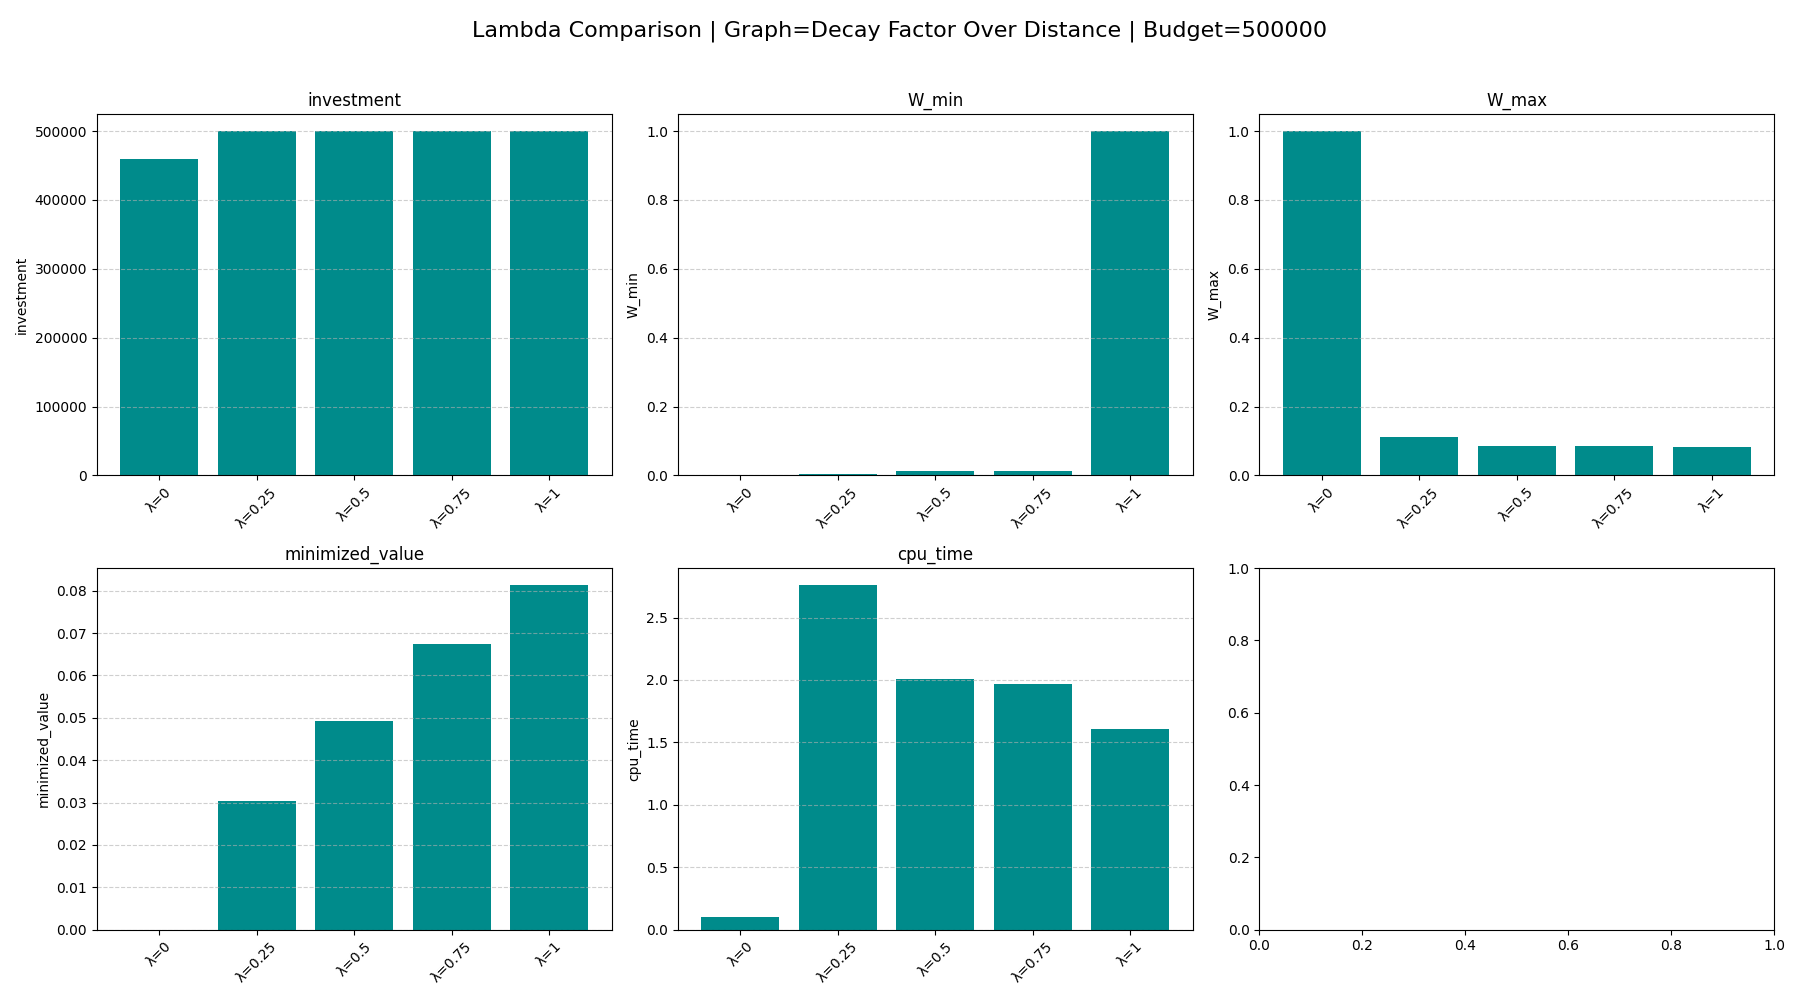 Lambda Comparison | Graph=Decay Factor Over Distance | Budget=500000
investment
investment
500000
400000
300000
200000
100000
0
λ=0
λ=0.25
λ=0.5
λ=0.75
λ=1
W_min
W_min
1.0
0.8
0.6
0.4
0.2
0.0
λ=0
λ=0.25
λ=0.5
λ=0.75
λ=1
W_max
W_max
1.0
0.8
0.6
0.4
0.2
0.0
λ=0
λ=0.25
λ=0.5
λ=0.75
λ=1
minimized_value
minimized_value
0.08
0.07
0.06
0.05
0.04
0.03
0.02
0.01
0.00
λ=0
λ=0.25
λ=0.5
λ=0.75
λ=1
cpu_time
cpu_time
2.5
2.0
1.5
1.0
0.5
0.0
λ=0
λ=0.25
λ=0.5
λ=0.75
λ=1
1.0
0.8
0.6
0.4
0.2
0.0
0.0
0.2
0.4
0.6
0.8
1.0